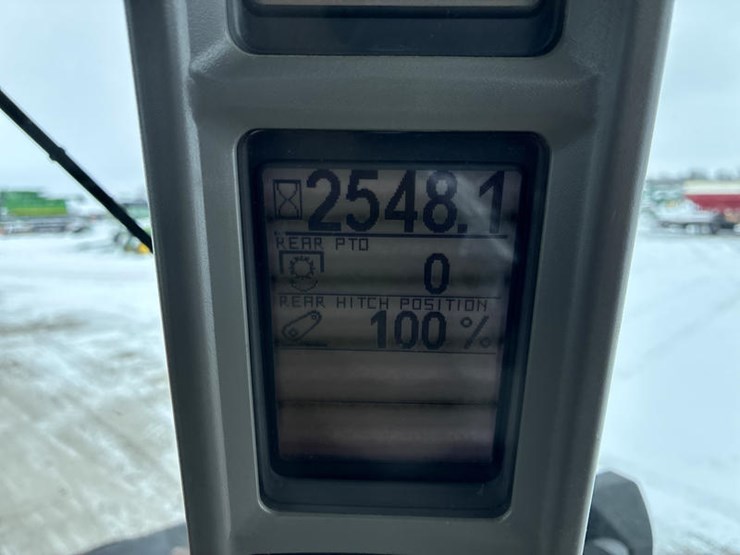 2548.1
REAR PTO
0
REAR HITCH POSITION
100 %